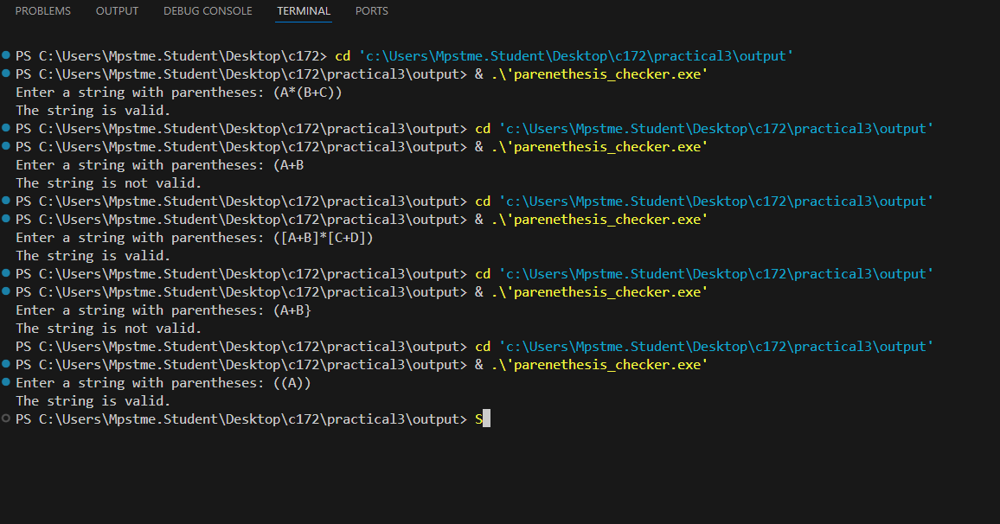 PROBLEMS OUTPUT DEBUG CONSOLE TERMINAL PORTS
PS C:\Users\Mpstme.Student\Desktop\c172> cd 'c:\Users\Mpstme.Student\Desktop\c172\practical3\output'
PS C:\Users\Mpstme.Student\Desktop\c172\practical3\output> & .\'parenethesis_checker.exe'
Enter a string with parentheses: (A*(B+C))
The string is valid.
PS C:\Users\Mpstme.Student\Desktop\c172\practical3\output> cd 'c:\Users\Mpstme.Student\Desktop\c172\practical3\output'
PS C:\Users\Mpstme.Student\Desktop\c172\practical3\output> & .\'parenethesis_checker.exe'
Enter a string with parentheses: (A+B
The string is not valid.
PS C:\Users\Mpstme.Student\Desktop\c172\practical3\output> cd 'c:\Users\Mpstme.Student\Desktop\c172\practical3\output'
PS C:\Users\Mpstme.Student\Desktop\c172\practical3\output> & .\'parenethesis_checker.exe'
Enter a string with parentheses: ([A+B]*[C+D])
The string is valid.
PS C:\Users\Mpstme.Student\Desktop\c172\practical3\output> cd 'c:\Users\Mpstme.Student\Desktop\c172\practical3\output'
PS C:\Users\Mpstme.Student\Desktop\c172\practical3\output> & .\'parenethesis_checker.exe'
Enter a string with parentheses: (A+B}
The string is not valid.
PS C:\Users\Mpstme.Student\Desktop\c172\practical3\output> cd 'c:\Users\Mpstme.Student\Desktop\c172\practical3\output'
PS C:\Users\Mpstme.Student\Desktop\c172\practical3\output> & .\'parenethesis_checker.exe'
Enter a string with parentheses: ((A))
The string is valid.
PS C:\Users\Mpstme.Student\Desktop\c172\practical3\output> S